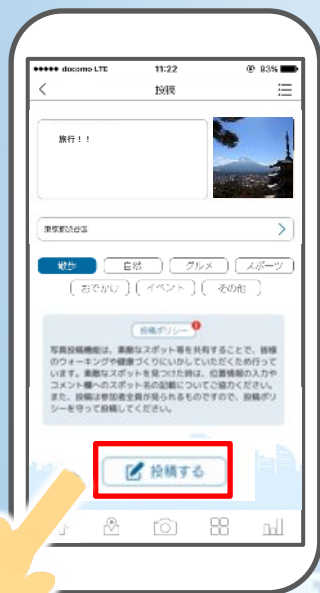 docomo LTE 11:22 83%
投稿
旅行！！
東京都渋谷区
散歩 自然 グルメ スポーツ
おでかけ イベント その他
投稿ポリシー
写真投稿機能は、素敵なスポット等を共有することで、皆様
のウォーキングや健康づくりにいかしていただくため行って
います。素敵なスポットを見つけた時は、位置情報の入力や
コメント欄へのスポット名の記載についてご協力ください。
また、投稿は参加者全員が見られるものですので、投稿ポリ
シーを守って投稿してください。
投稿する